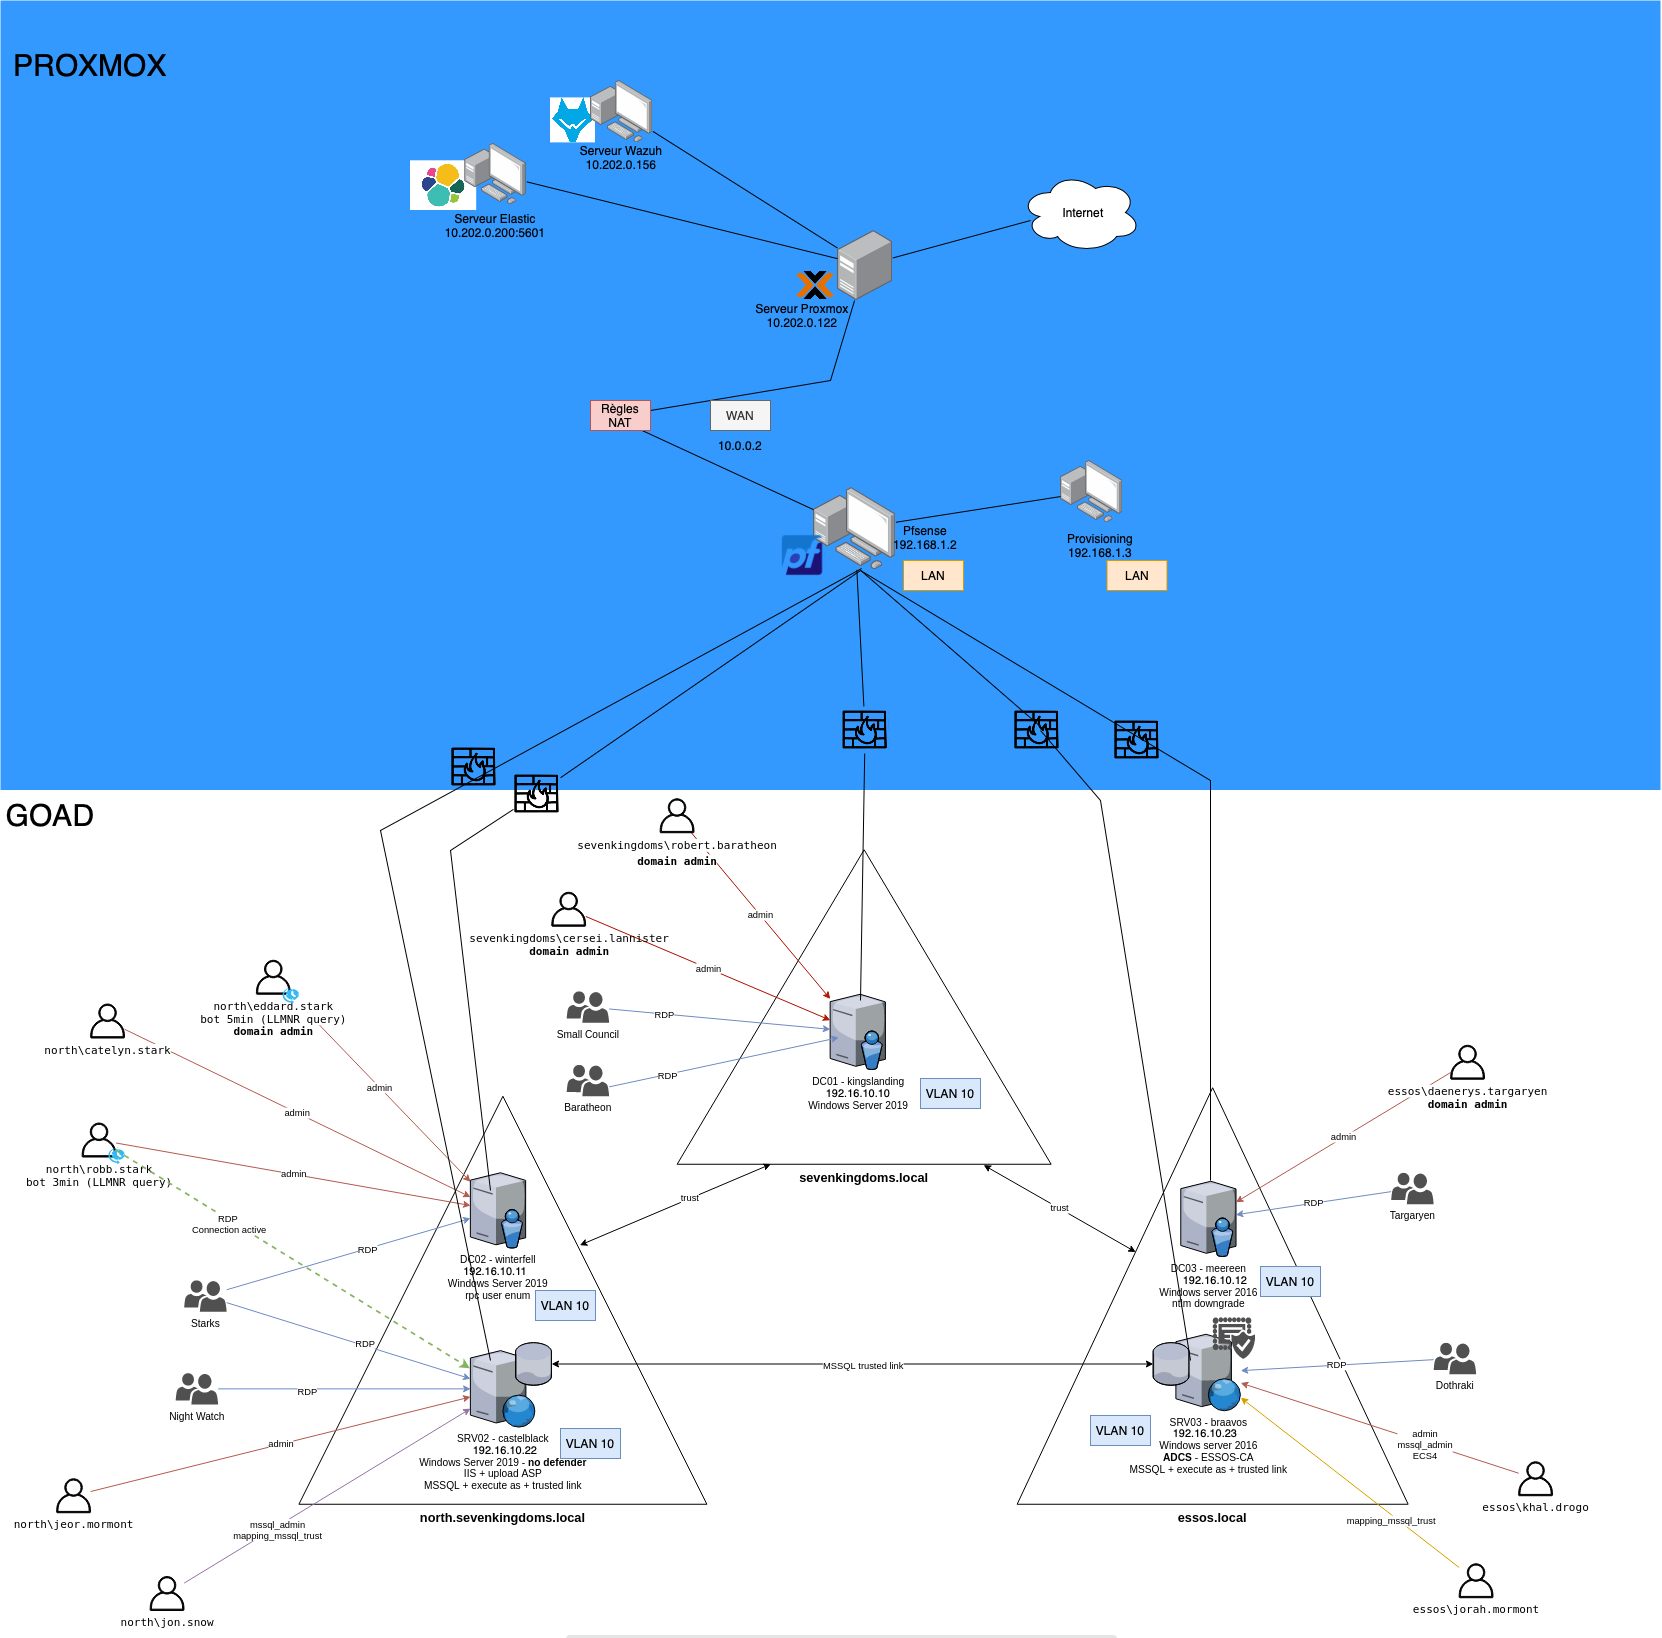 PROXMOX
Serveur Wazuh
10.202.0.156
Serveur Elastic
10.202.0.200:5601
Internet
Serveur Proxmox
10.202.0.122
Règles
NAT
WAN
10.0.0.2
pf
Pfsense
192.168.1.2
LAN
Provisioning
192.168.1.3
LAN
GOAD
sevenkingdoms\robert.baratheon
domain admin
admin
sevenkingdoms\cersei.lannister
domain admin
admin
Small Council
RDP
Baratheon
RDP
DC01 - kingslanding
192.16.10.10
Windows Server 2019
VLAN 10
sevenkingdoms.local
north\eddard.stark
bot 5min (LLMNR query)
domain admin
admin
north\catelyn.stark
admin
north\robb.stark
bot 3min (LLMNR query)
admin
RDP
Connection active
RDP
Starks
RDP
Night Watch
RDP
admin
north\jeor.mormont
mssql_admin
mapping_mssql_trust
north\jon.snow
DC02 - winterfell
192.16.10.11
Windows Server 2019
rpc user enum
VLAN 10
SRV02 - castelblack
192.16.10.22
Windows Server 2019 - no defender
IIS + upload ASP
MSSQL + execute as + trusted link
VLAN 10
north.sevenkingdoms.local
trust
trust
MSSQL trusted link
essos\daenerys.targaryen
domain admin
admin
RDP
Targaryen
DC03 - meereen
192.16.10.12
Windows server 2016
ntlm downgrade
VLAN 10
RDP
Dothraki
VLAN 10
SRV03 - braavos
192.16.10.23
Windows server 2016
ADCS - ESSOS-CA
MSSQL + execute as + trusted link
admin
mssql_admin
ECS4
essos\khal.drogo
mapping_mssql_trust
essos\jorah.mormont
essos.local